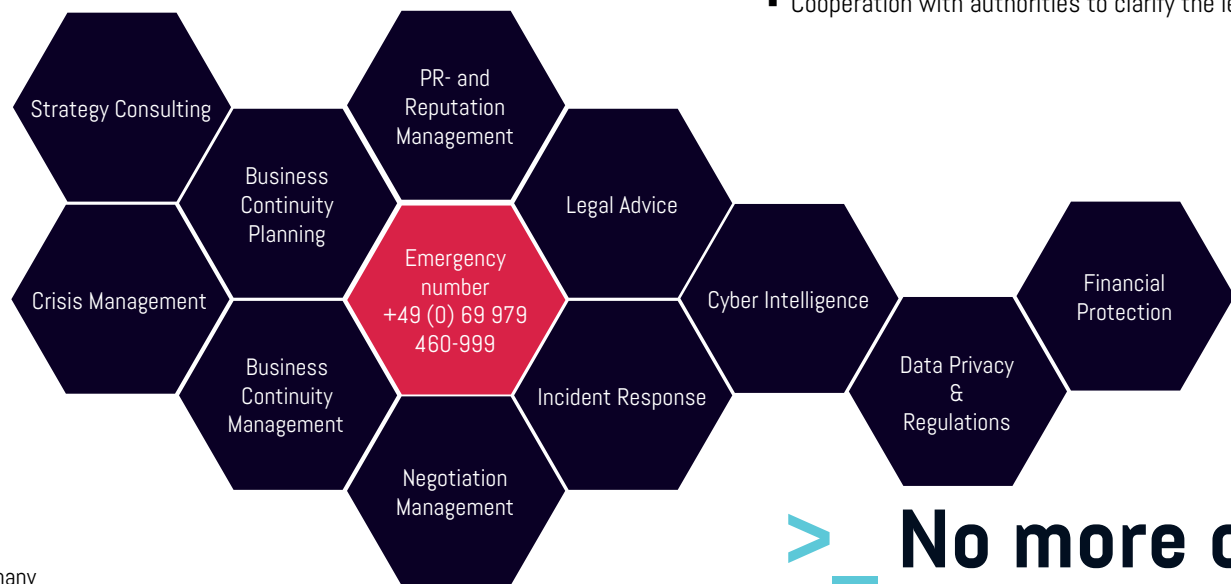 ▪ Cooperation with authorities to clarify the
PR- and
Reputation
Management
Strategy Consulting
Business
Continuity
Planning
Legal Advice
Emergency
number
+49 (0) 69 979
460-999
Crisis Management
Cyber Intelligence
Financial
Protection
Business
Continuity
Management
Incident Response
Data Privacy
&
Regulations
Negotiation
Management
>_ No more